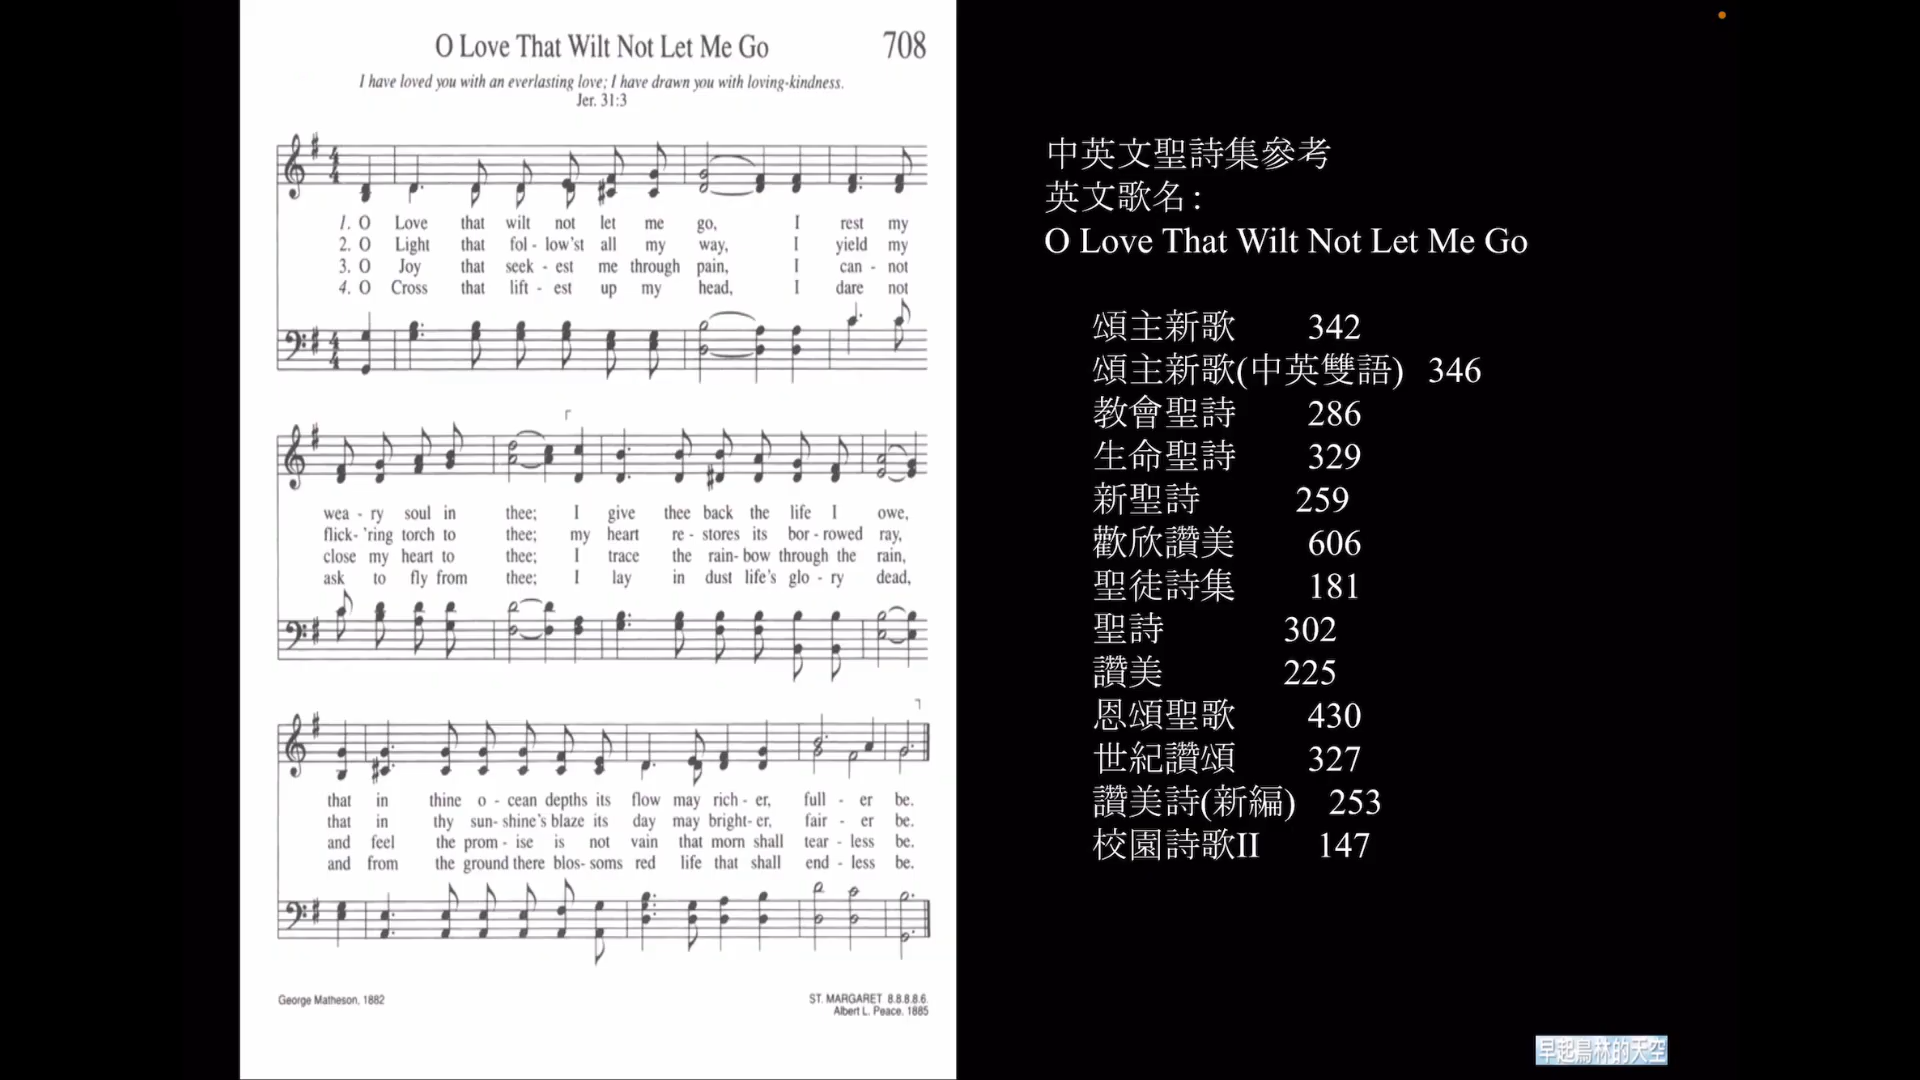 O Love That Wilt Not Let Me Go 708
I have loved you with an everlasting love; I have drawn you with loving-kindness.
Jer. 31:3
1. O Love that wilt not let me go, I rest my
2. O Light that fol - low'st all my way, I yield my
3. O Joy that seek - est me through pain, I can - not
4. O Cross that lift - est up my head, I dare not
wea - ry soul in thee; I give thee back the life I owe,
flick - 'ring torch to thee; my heart re - stores its bor - rowed ray,
close my heart to thee; I trace the rain - bow through the rain,
ask to fly from thee; I lay in dust life's glo - ry dead,
that in thine o - cean depths its flow may rich - er, full - er be.
that in thy sun - shine's blaze its day may bright - er, fair - er be.
and feel the prom - ise is not vain that morn shall tear - less be.
and from the ground there blos - soms red life that shall end - less be.
George Matheson, 1882
ST. MARGARET 8.8.8.8.6.
Albert L. Peace, 1885
中英文聖詩集參考
英文歌名:
O Love That Wilt Not Let Me Go
頌主新歌 342
頌主新歌(中英雙語) 346
教會聖詩 286
生命聖詩 329
新聖詩 259
歡欣讚美 606
聖徒詩集 181
聖詩 302
讚美 225
恩頌聖歌 430
世紀讚頌 327
讚美詩(新編) 253
校園詩歌II 147
早起鳥林的天空